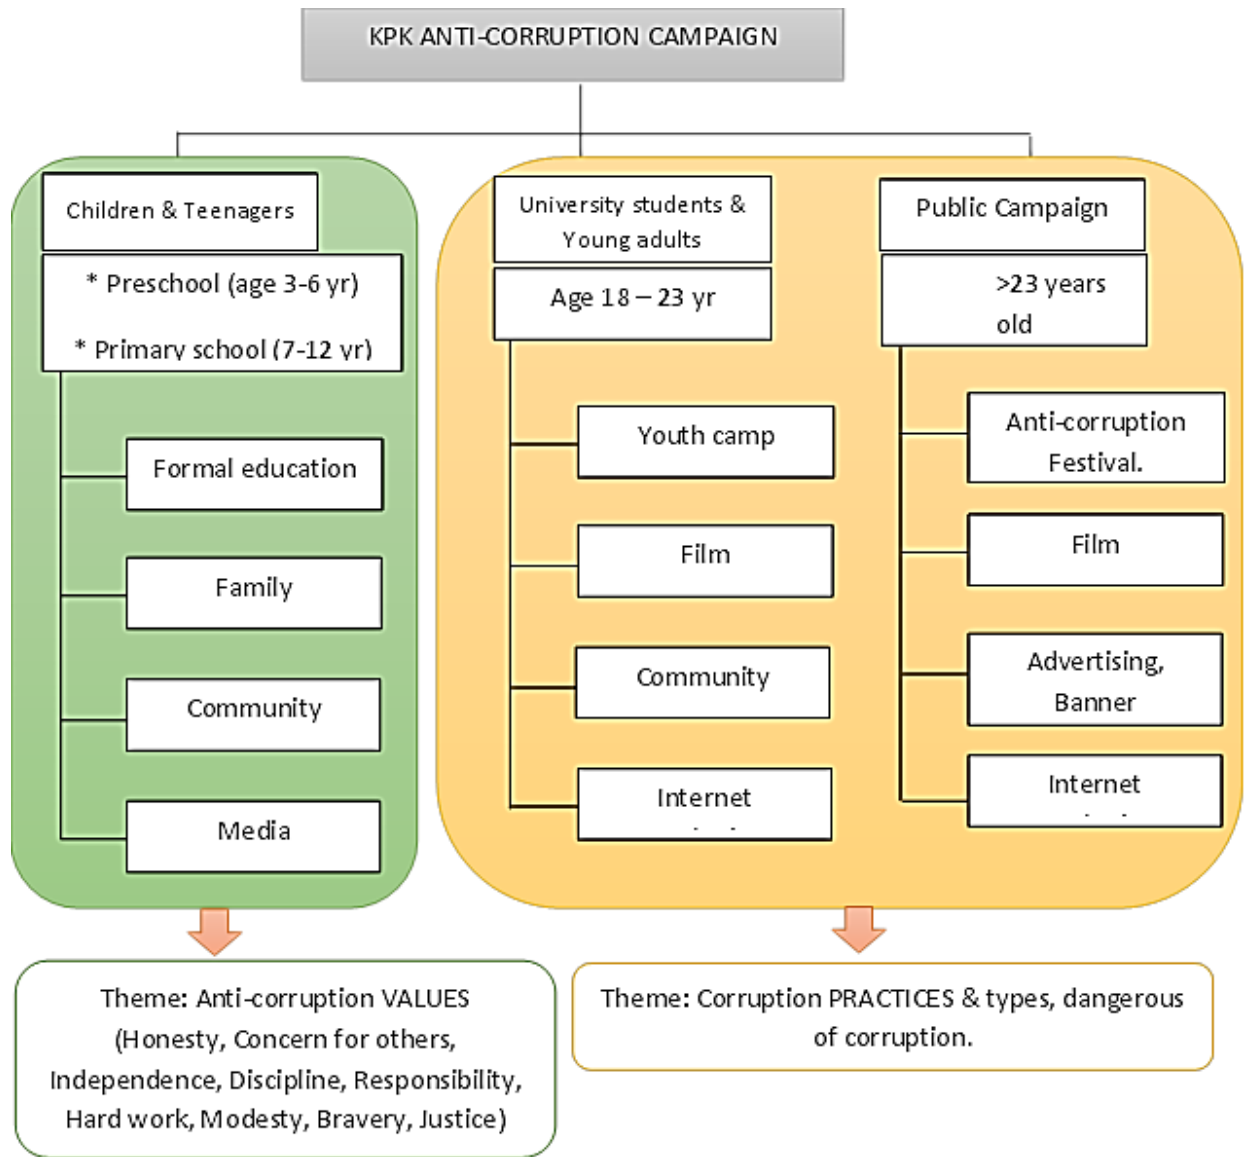 KPK ANTI-CORRUPTION CAMPAIGN
Children & Teenagers
* Preschool (age 3-6 yr)
* Primary school (7-12 yr)
Formal education
Family
Community
Media
University students &
Young adults
Age 18 – 23 yr
Youth camp
Film
Community
Internet
Public Campaign
>23 years
old
Anti-corruption
Festival.
Film
Advertising,
Banner
Internet
Theme: Anti-corruption VALUES
(Honesty, Concern for others,
Independence, Discipline, Responsibility,
Hard work, Modesty, Bravery, Justice)
Theme: Corruption PRACTICES & types, dangerous
of corruption.